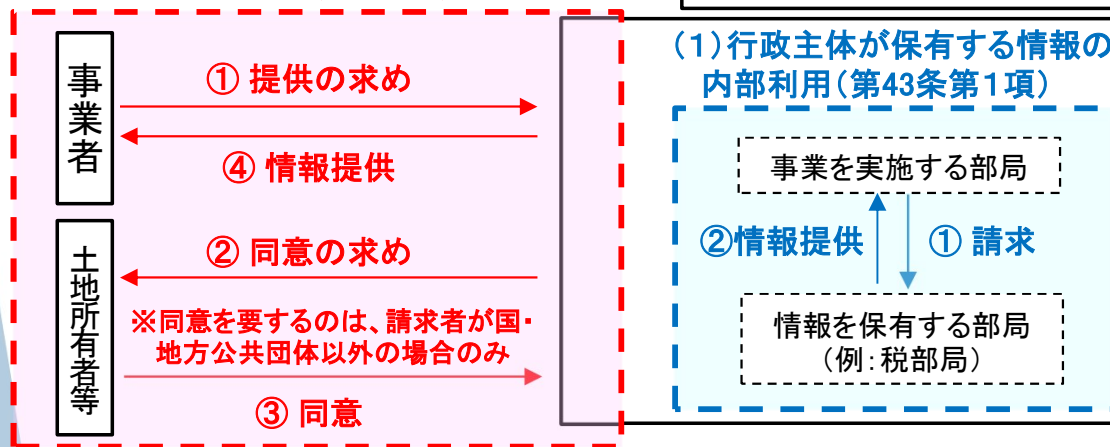 事業者
① 提供の求め
④ 情報提供
土地所有者等
② 同意の求め
※同意を要するのは、請求者が国・
地方公共団体以外の場合のみ
③ 同意
(1)行政主体が保有する情報の
内部利用(第43条第1項)
事業を実施する部局
②情報提供
① 請求
情報を保有する部局
(例:税部局)